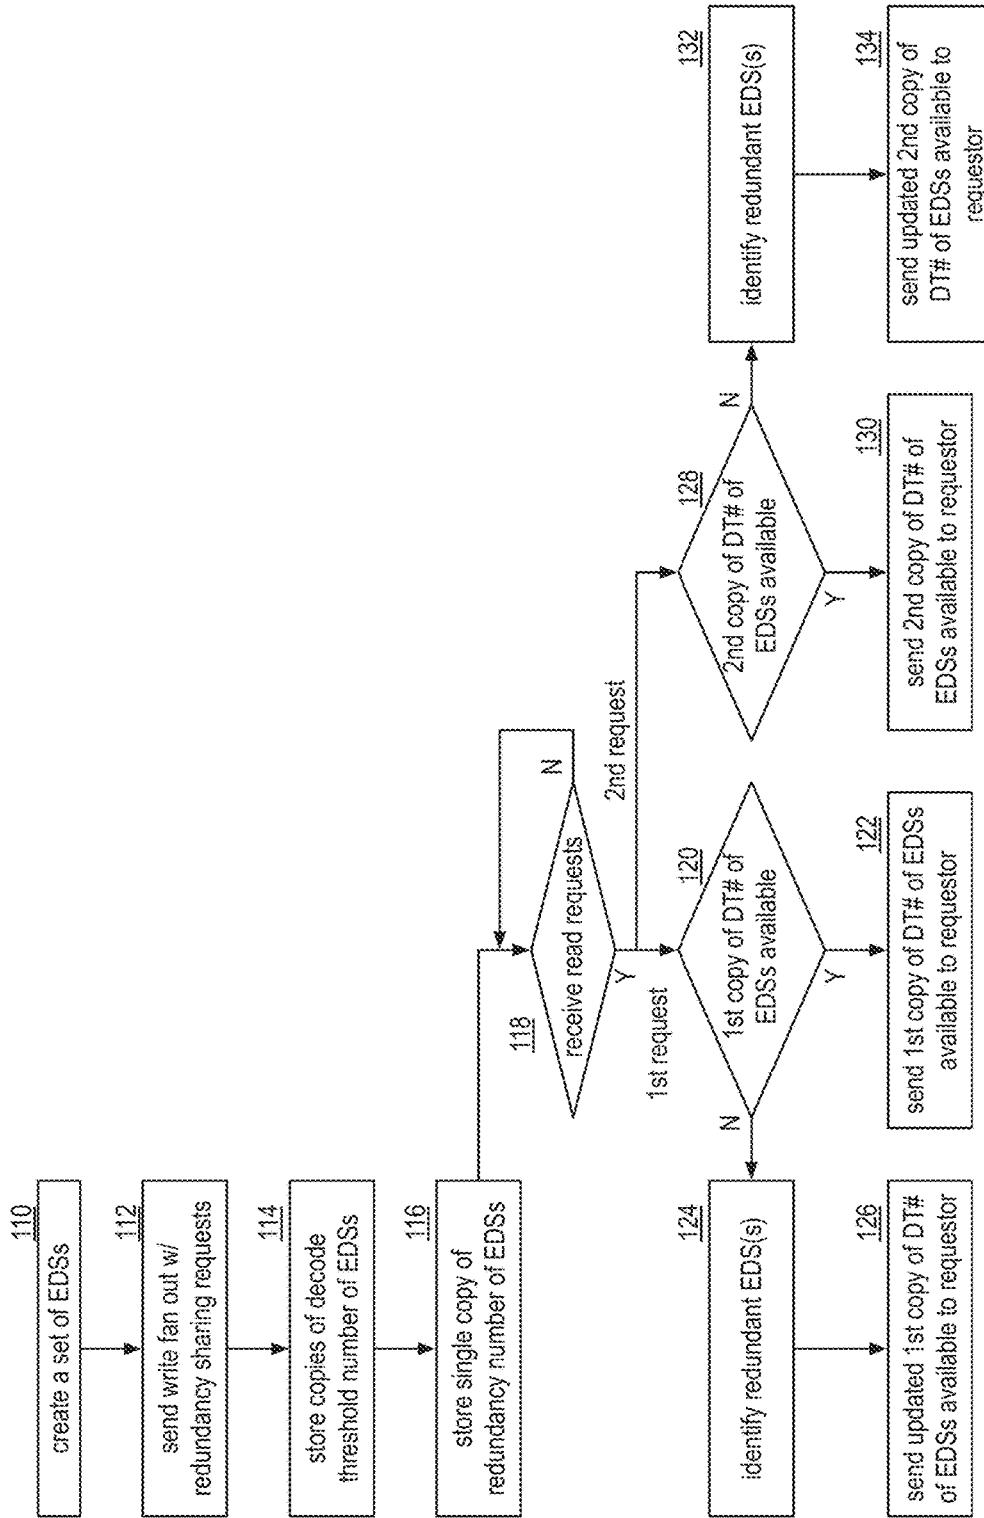 110
create a set of EDSs
112
send write fan out w/
redundancy sharing requests
114
store copies of decode
threshold number of EDSs
116
store single copy of
redundancy number of EDSs
118
receive read requests
N
Y
1st request
2nd request
120
1st copy of DT# of
EDSs available
N
Y
122
send 1st copy of DT# of EDSs
available to requestor
124
identify redundant EDS(s)
126
send updated 1st copy of DT#
of EDSs available to requestor
128
2nd copy of DT# of
EDSs available
N
Y
130
send 2nd copy of DT# of
EDSs available to requestor
132
identify redundant EDS(s)
134
send updated 2nd copy of
DT# of EDSs available to
requestor